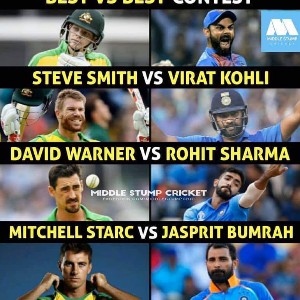 BEST VS BEST CONTEST
MIDDLE STUMP
STEVE SMITH VS VIRAT KOHLI
DAVID WARNER VS ROHIT SHARMA
MIDDLE STUMP CRICKET
MITCHELL STARC VS JASPRIT BUMRAH